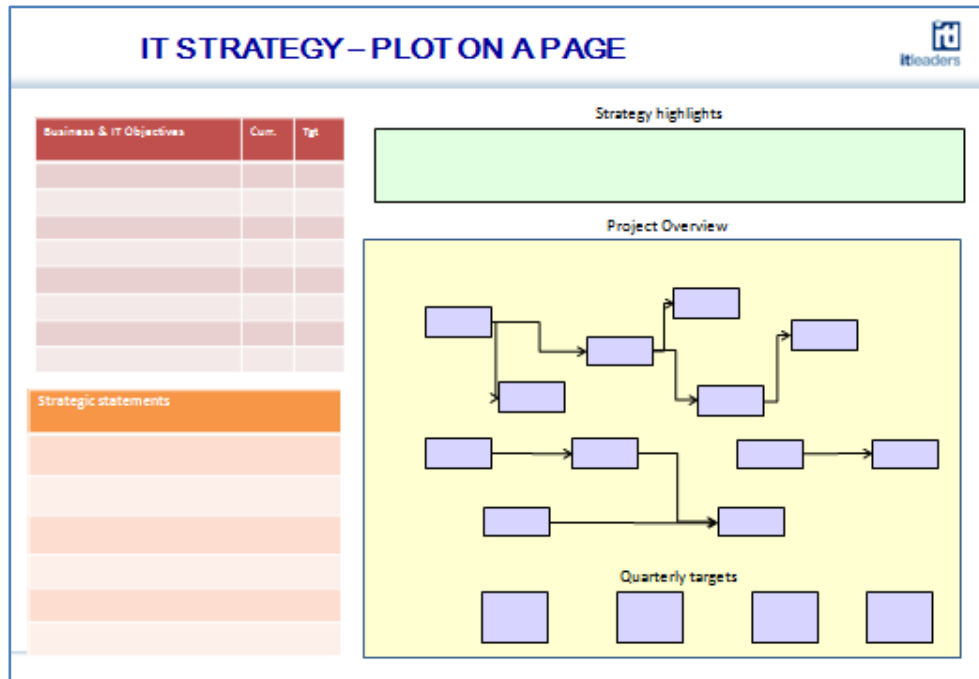 IT STRATEGY – PLOT ON A PAGE
itl
itleaders
Business & IT Objectives Curr. Tgt
Strategy highlights
Project Overview
Strategic statements
Quarterly targets